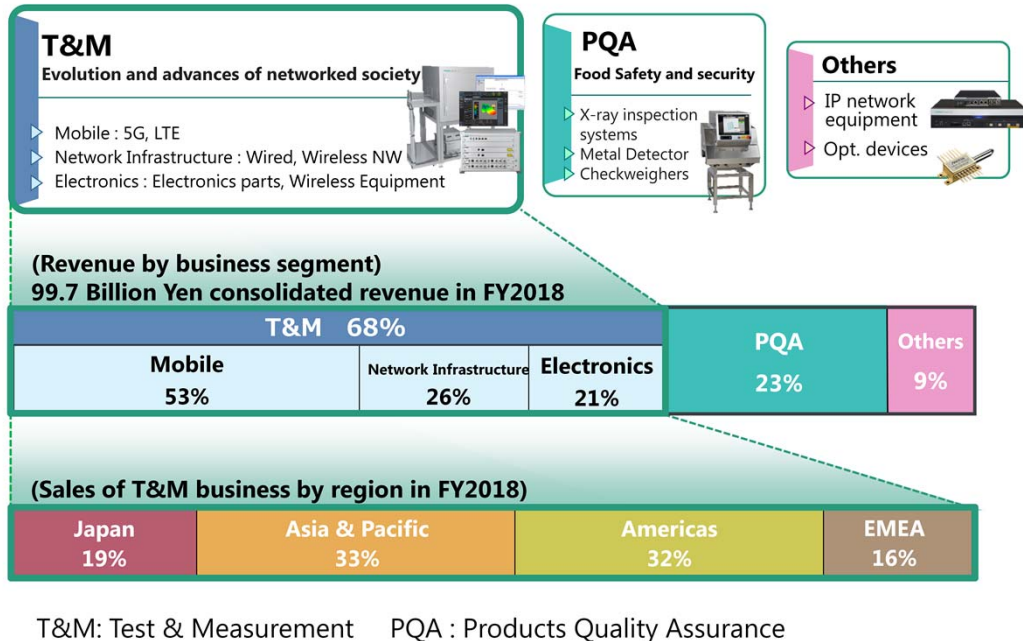 T&M
Evolution and advances of networked society
Mobile : 5G, LTE
Network Infrastructure : Wired, Wireless NW
Electronics : Electronics parts, Wireless Equipment
PQA
Food Safety and security
X-ray inspection
systems
Metal Detector
Checkweighers
Others
IP network
equipment
Opt. devices
(Revenue by business segment)
99.7 Billion Yen consolidated revenue in FY2018
T&M 68%
Mobile
53%
Network Infrastructure
26%
Electronics
21%
PQA
23%
Others
9%
(Sales of T&M business by region in FY2018)
Japan
19%
Asia & Pacific
33%
Americas
32%
EMEA
16%
T&M: Test & Measurement PQA : Products Quality Assurance